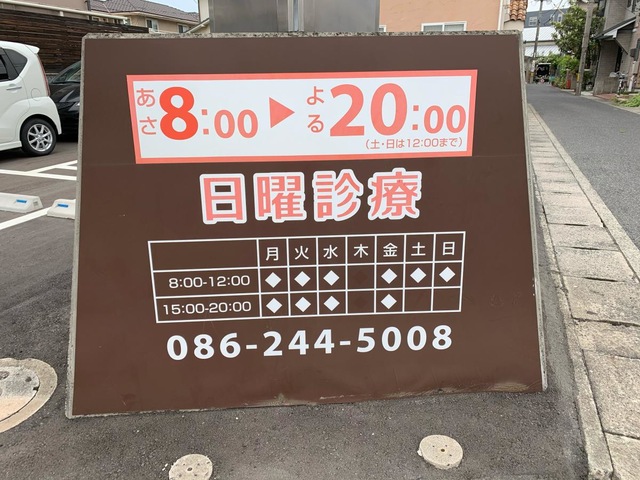 あさ8:00▶よる20:00
(土・日は12:00まで)
日曜診療
月 火 水 木 金 土 日
8:00-12:00 ◆ ◆ ◆ ◆ ◆ ◆
15:00-20:00 ◆ ◆ ◆ ◆
086-244-5008